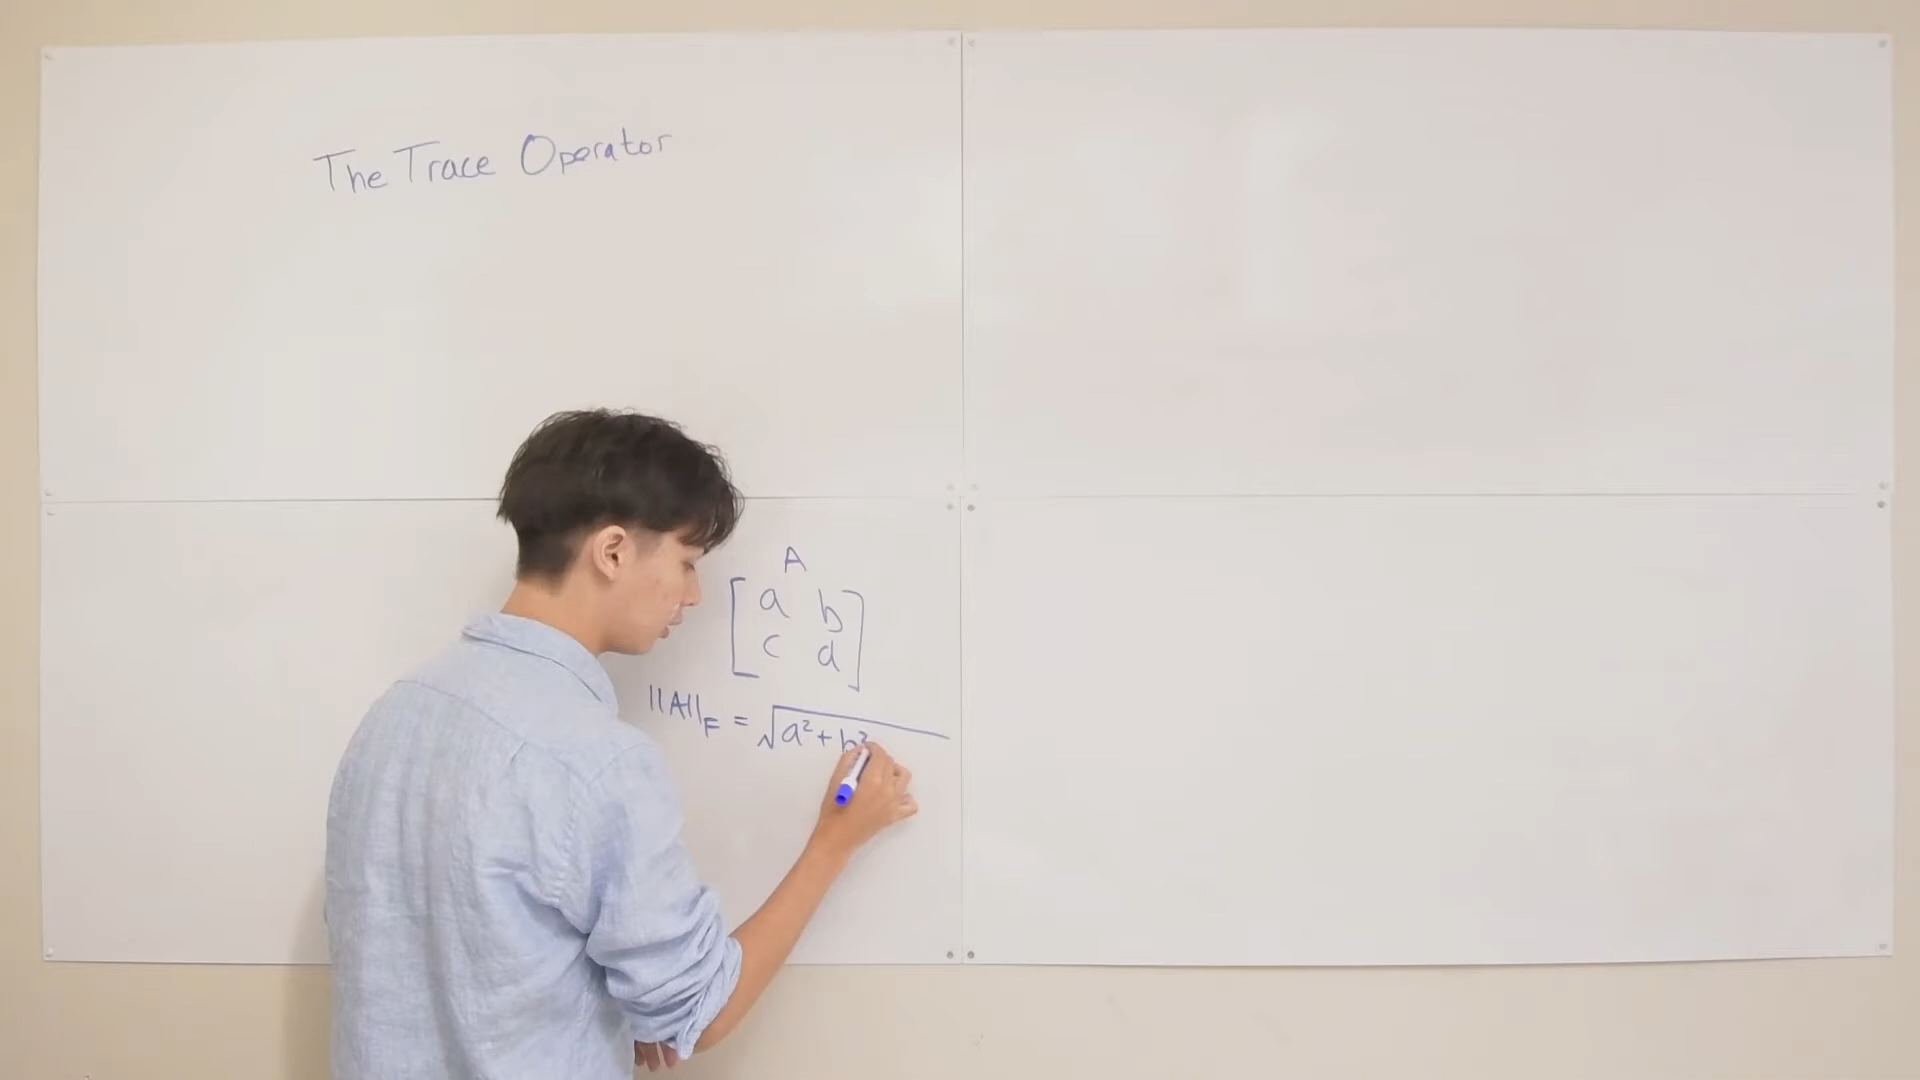 The Trace Operator
A
a b
c d
||A||F = √a²+b²